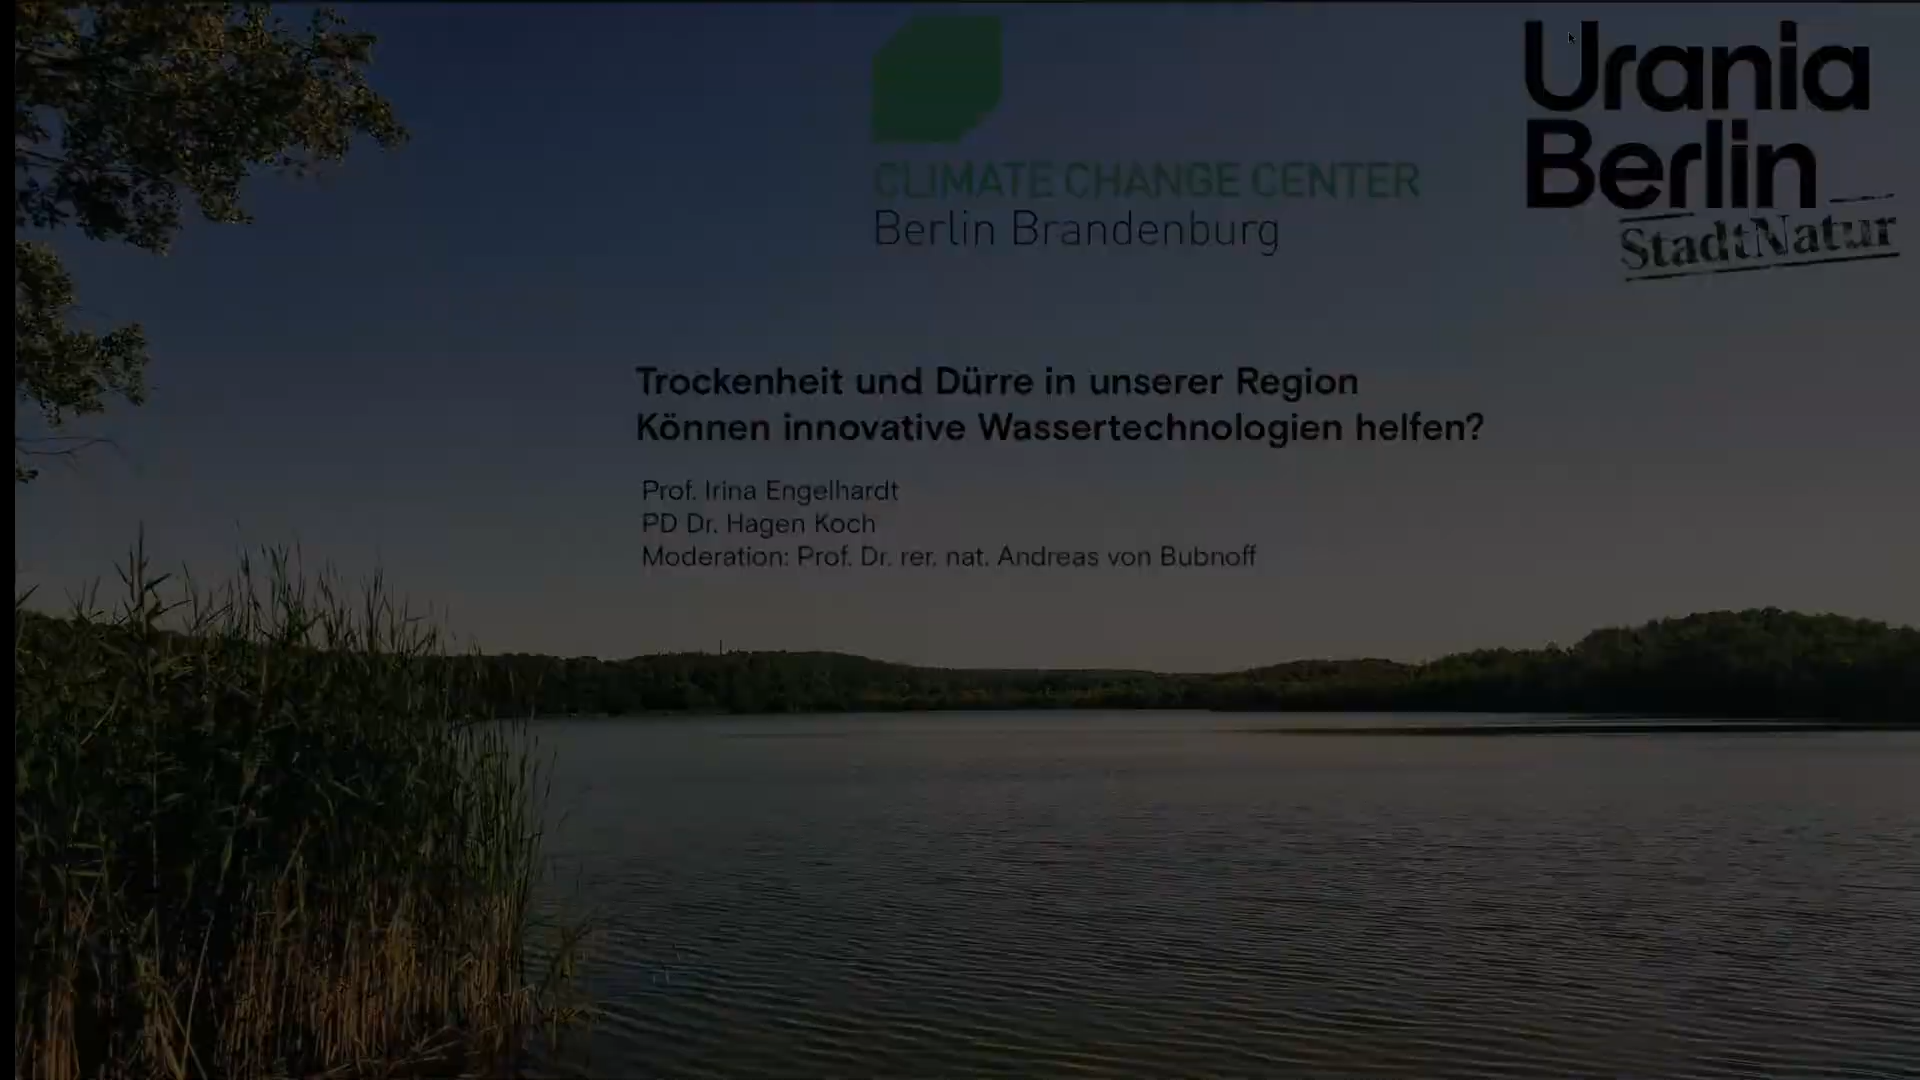 CLIMATE CHANGE CENTER
Berlin Brandenburg
Urania
Berlin
StadtNatur
Trockenheit und Dürre in unserer Region
Können innovative Wassertechnologien helfen?
Prof. Irina Engelhardt
PD Dr. Hagen Koch
Moderation: Prof. Dr. rer. nat. Andreas von Bubnoff